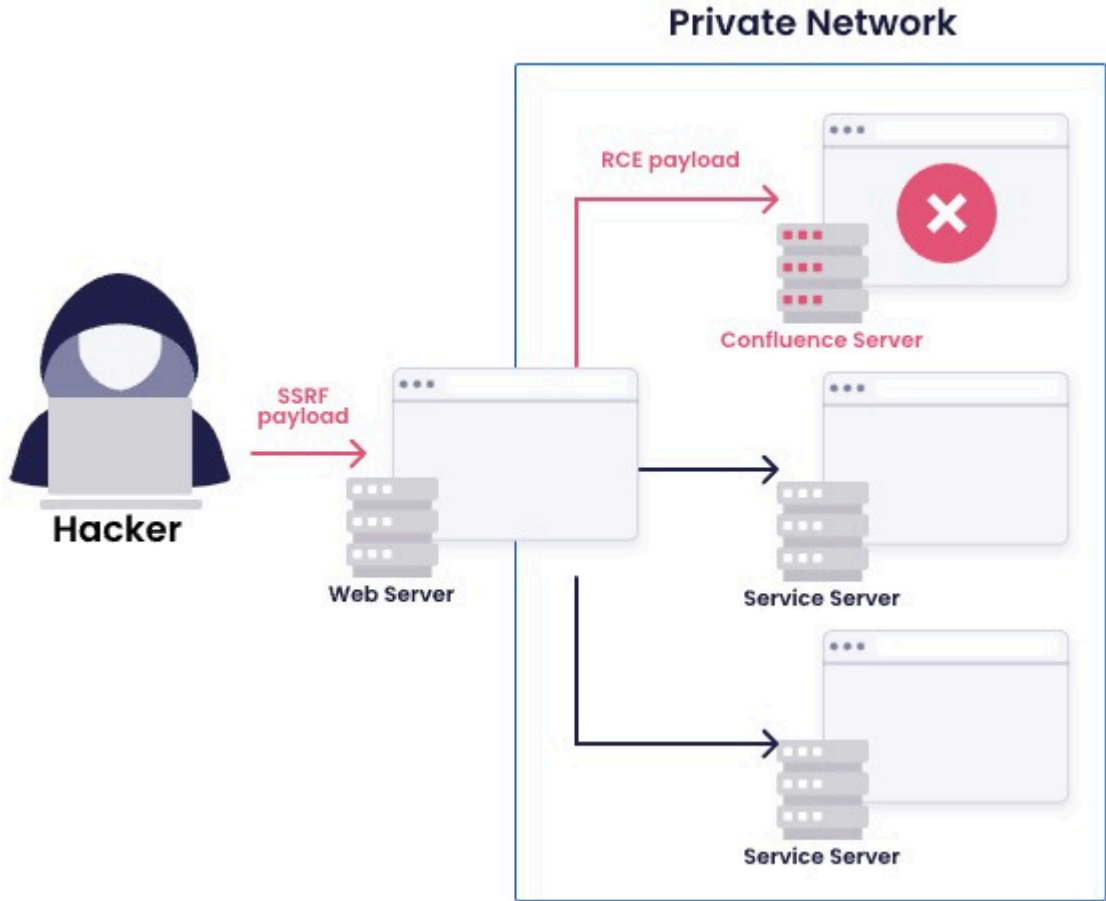 Private Network
RCE payload
Confluence Server
SSRF
payload
Hacker
Web Server
Service Server
Service Server